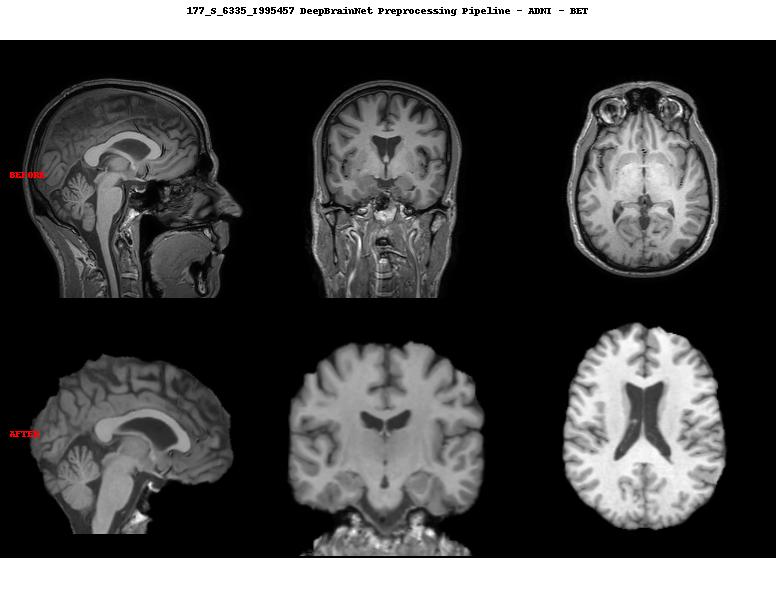 177_S_6335_I995457 DeepBrainNet Preprocessing Pipeline - ADNI - BET
BEFORE
AFTER